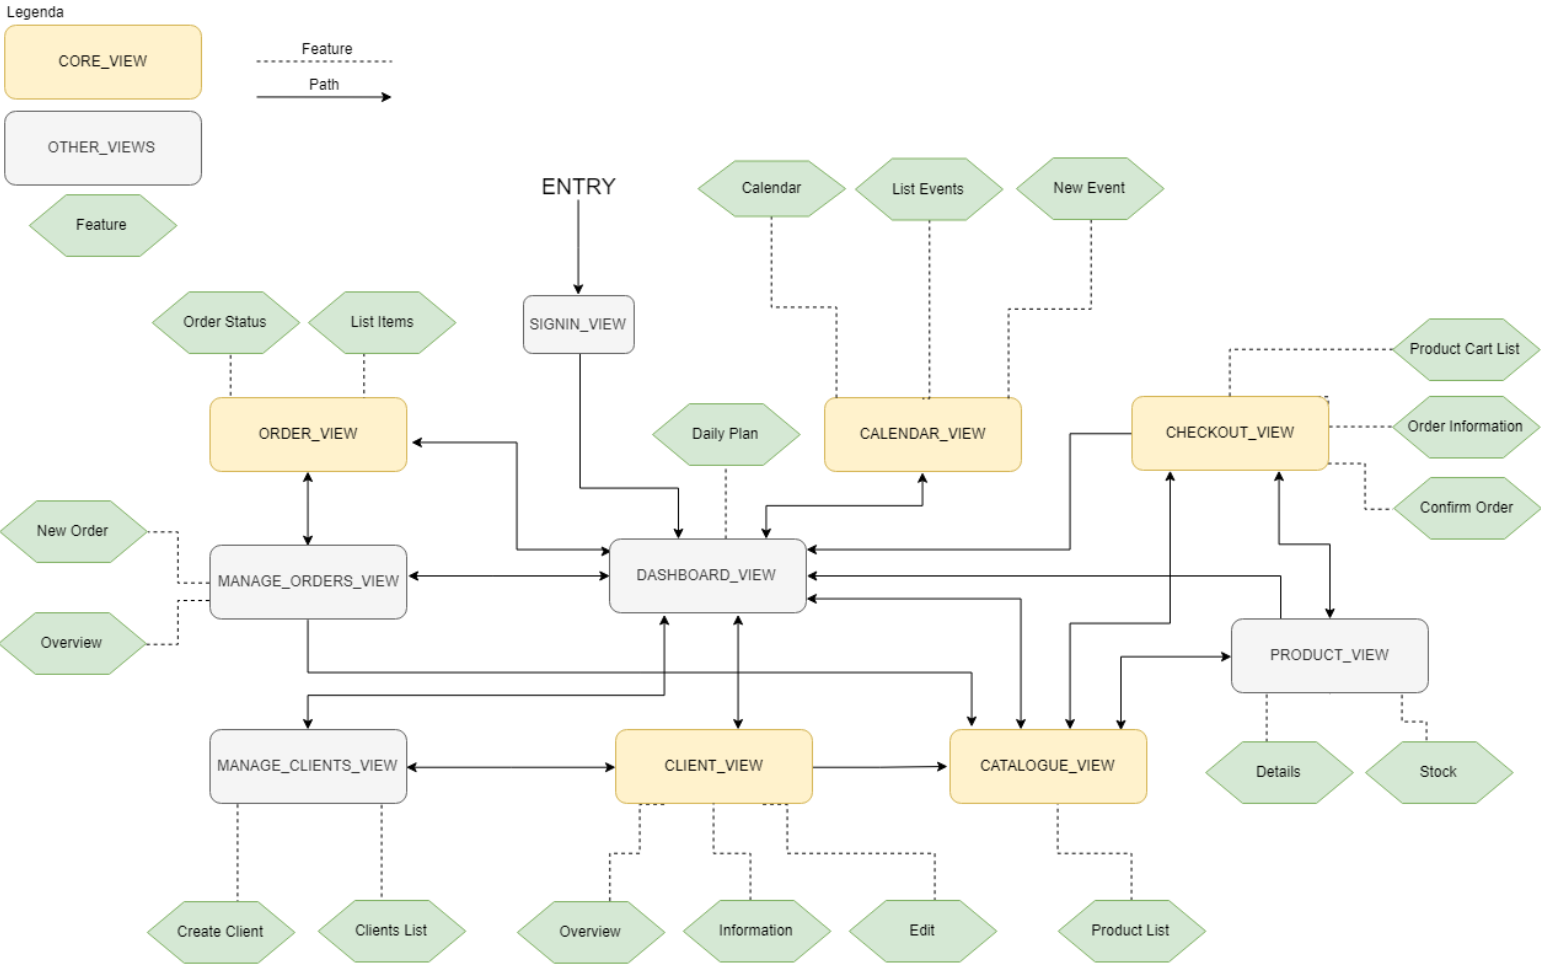 Legenda
CORE_VIEW
Feature
Path
OTHER_VIEWS
Feature
ENTRY
Calendar
List Events
New Event
Order Status
List Items
SIGNIN_VIEW
Product Cart List
ORDER_VIEW
Daily Plan
CALENDAR_VIEW
CHECKOUT_VIEW
Order Information
Confirm Order
New Order
MANAGE_ORDERS_VIEW
DASHBOARD_VIEW
Overview
PRODUCT_VIEW
MANAGE_CLIENTS_VIEW
CLIENT_VIEW
CATALOGUE_VIEW
Details
Stock
Create Client
Clients List
Overview
Information
Edit
Product List